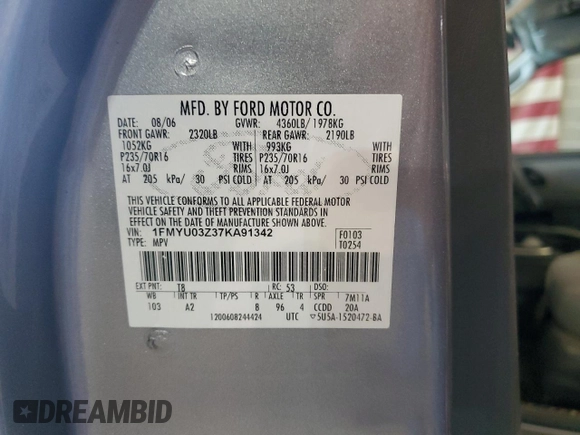 MFD. BY FORD MOTOR CO.
DATE: 08/06 GVWR: 4360LB/ 1978KG
FRONT GAWR: 2320LB REAR GAWR: 2190LB
1052KG WITH 993KG WITH
P235/70R16 TIRES P235/70R16 TIRES
16x7.0J RIMS 16x7.0J RIMS
AT 205 kPa/ 30 PSI COLD AT 205 kPa/ 30 PSI COLD
THIS VEHICLE CONFORMS TO ALL APPLICABLE FEDERAL MOTOR
VEHICLE SAFETY AND THEFT PREVENTION STANDARDS IN
EFFECT ON THE DATE OF MANUFACTURE SHOWN ABOVE.
VIN: 1FMYU03Z37KA91342 F0103
TYPE: MPV T0254
EXT PNT: T8 RC: 53 DSO:
WB INT TR TP/PS R AXLE TR SPR 7M11A
103 A2 B 96 4 CCDD 20A
1200608244424 UTC ▽5U5A-1520472-BA
DREAMBID